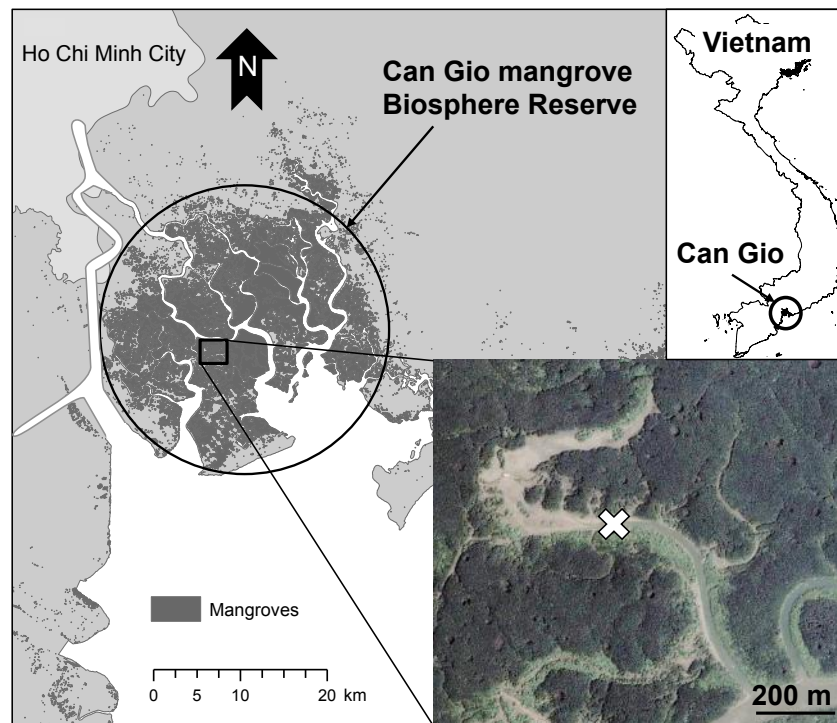 Ho Chi Minh City
N
Can Gio mangrove
Biosphere Reserve
Vietnam
Can Gio
Mangroves
0 5 10 20 km
200 m